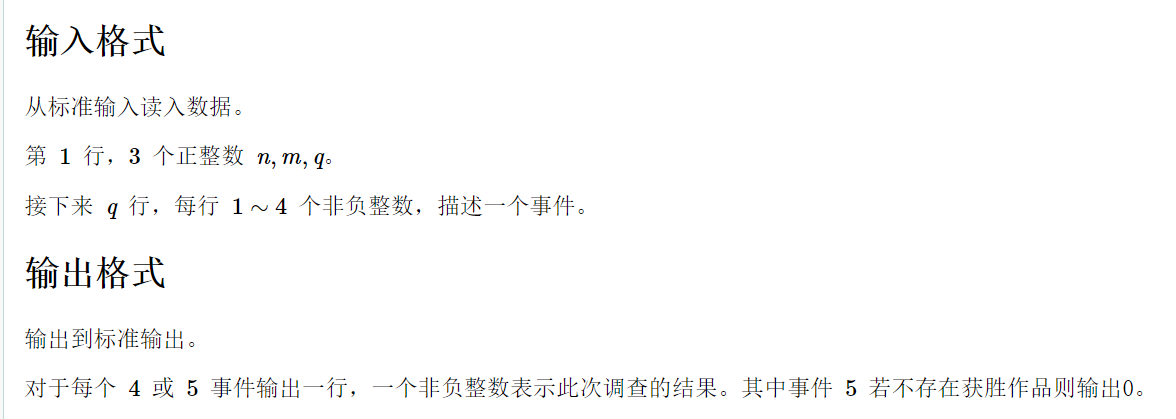 输入格式
从标准输入读入数据。
第 1 行，3 个正整数 n, m, q。
接下来 q 行，每行 1 ∼ 4 个非负整数，描述一个事件。
输出格式
输出到标准输出。
对于每个 4 或 5 事件输出一行，一个非负整数表示此次调查的结果。其中事件 5 若不存在获胜作品则输出0。